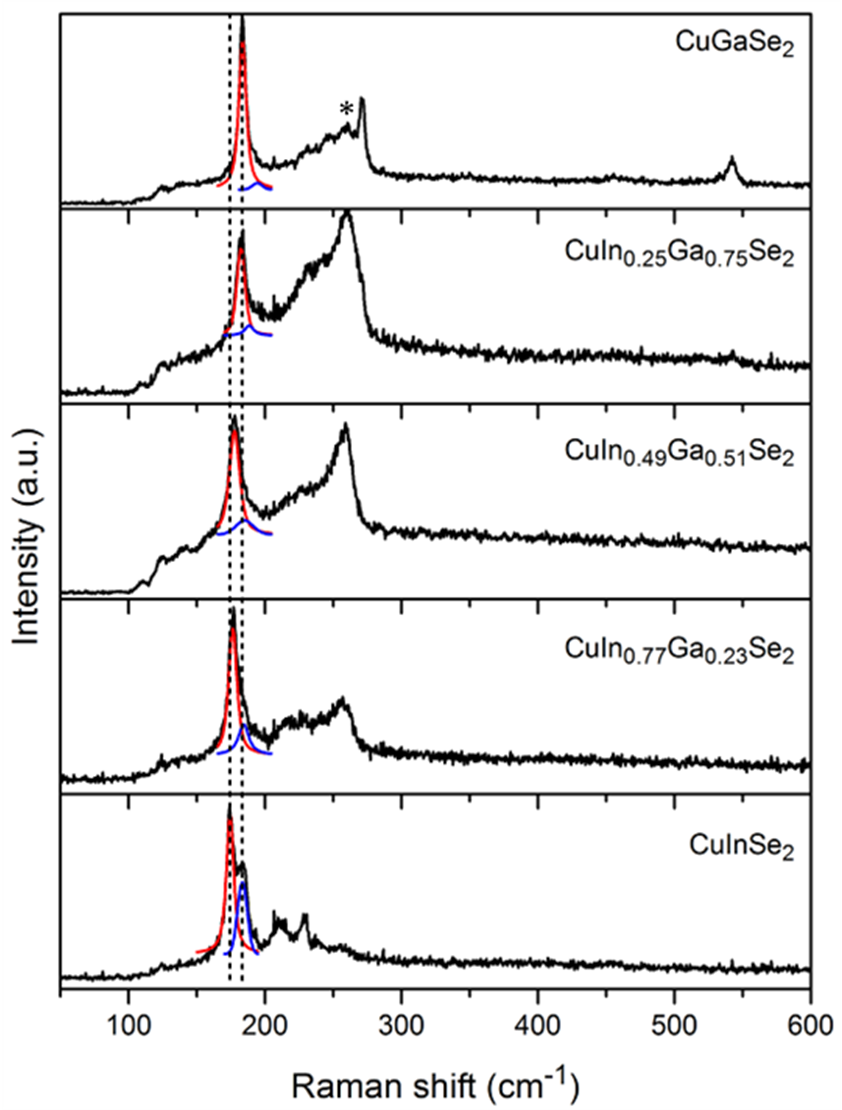 CuGaSe₂
*
CuIn₀.₂₅Ga₀.₇₅Se₂
CuIn₀.₄₉Ga₀.₅₁Se₂
CuIn₀.₇₇Ga₀.₂₃Se₂
CuInSe₂
Intensity (a.u.)
100 200 300 400 500 600
Raman shift (cm⁻¹)